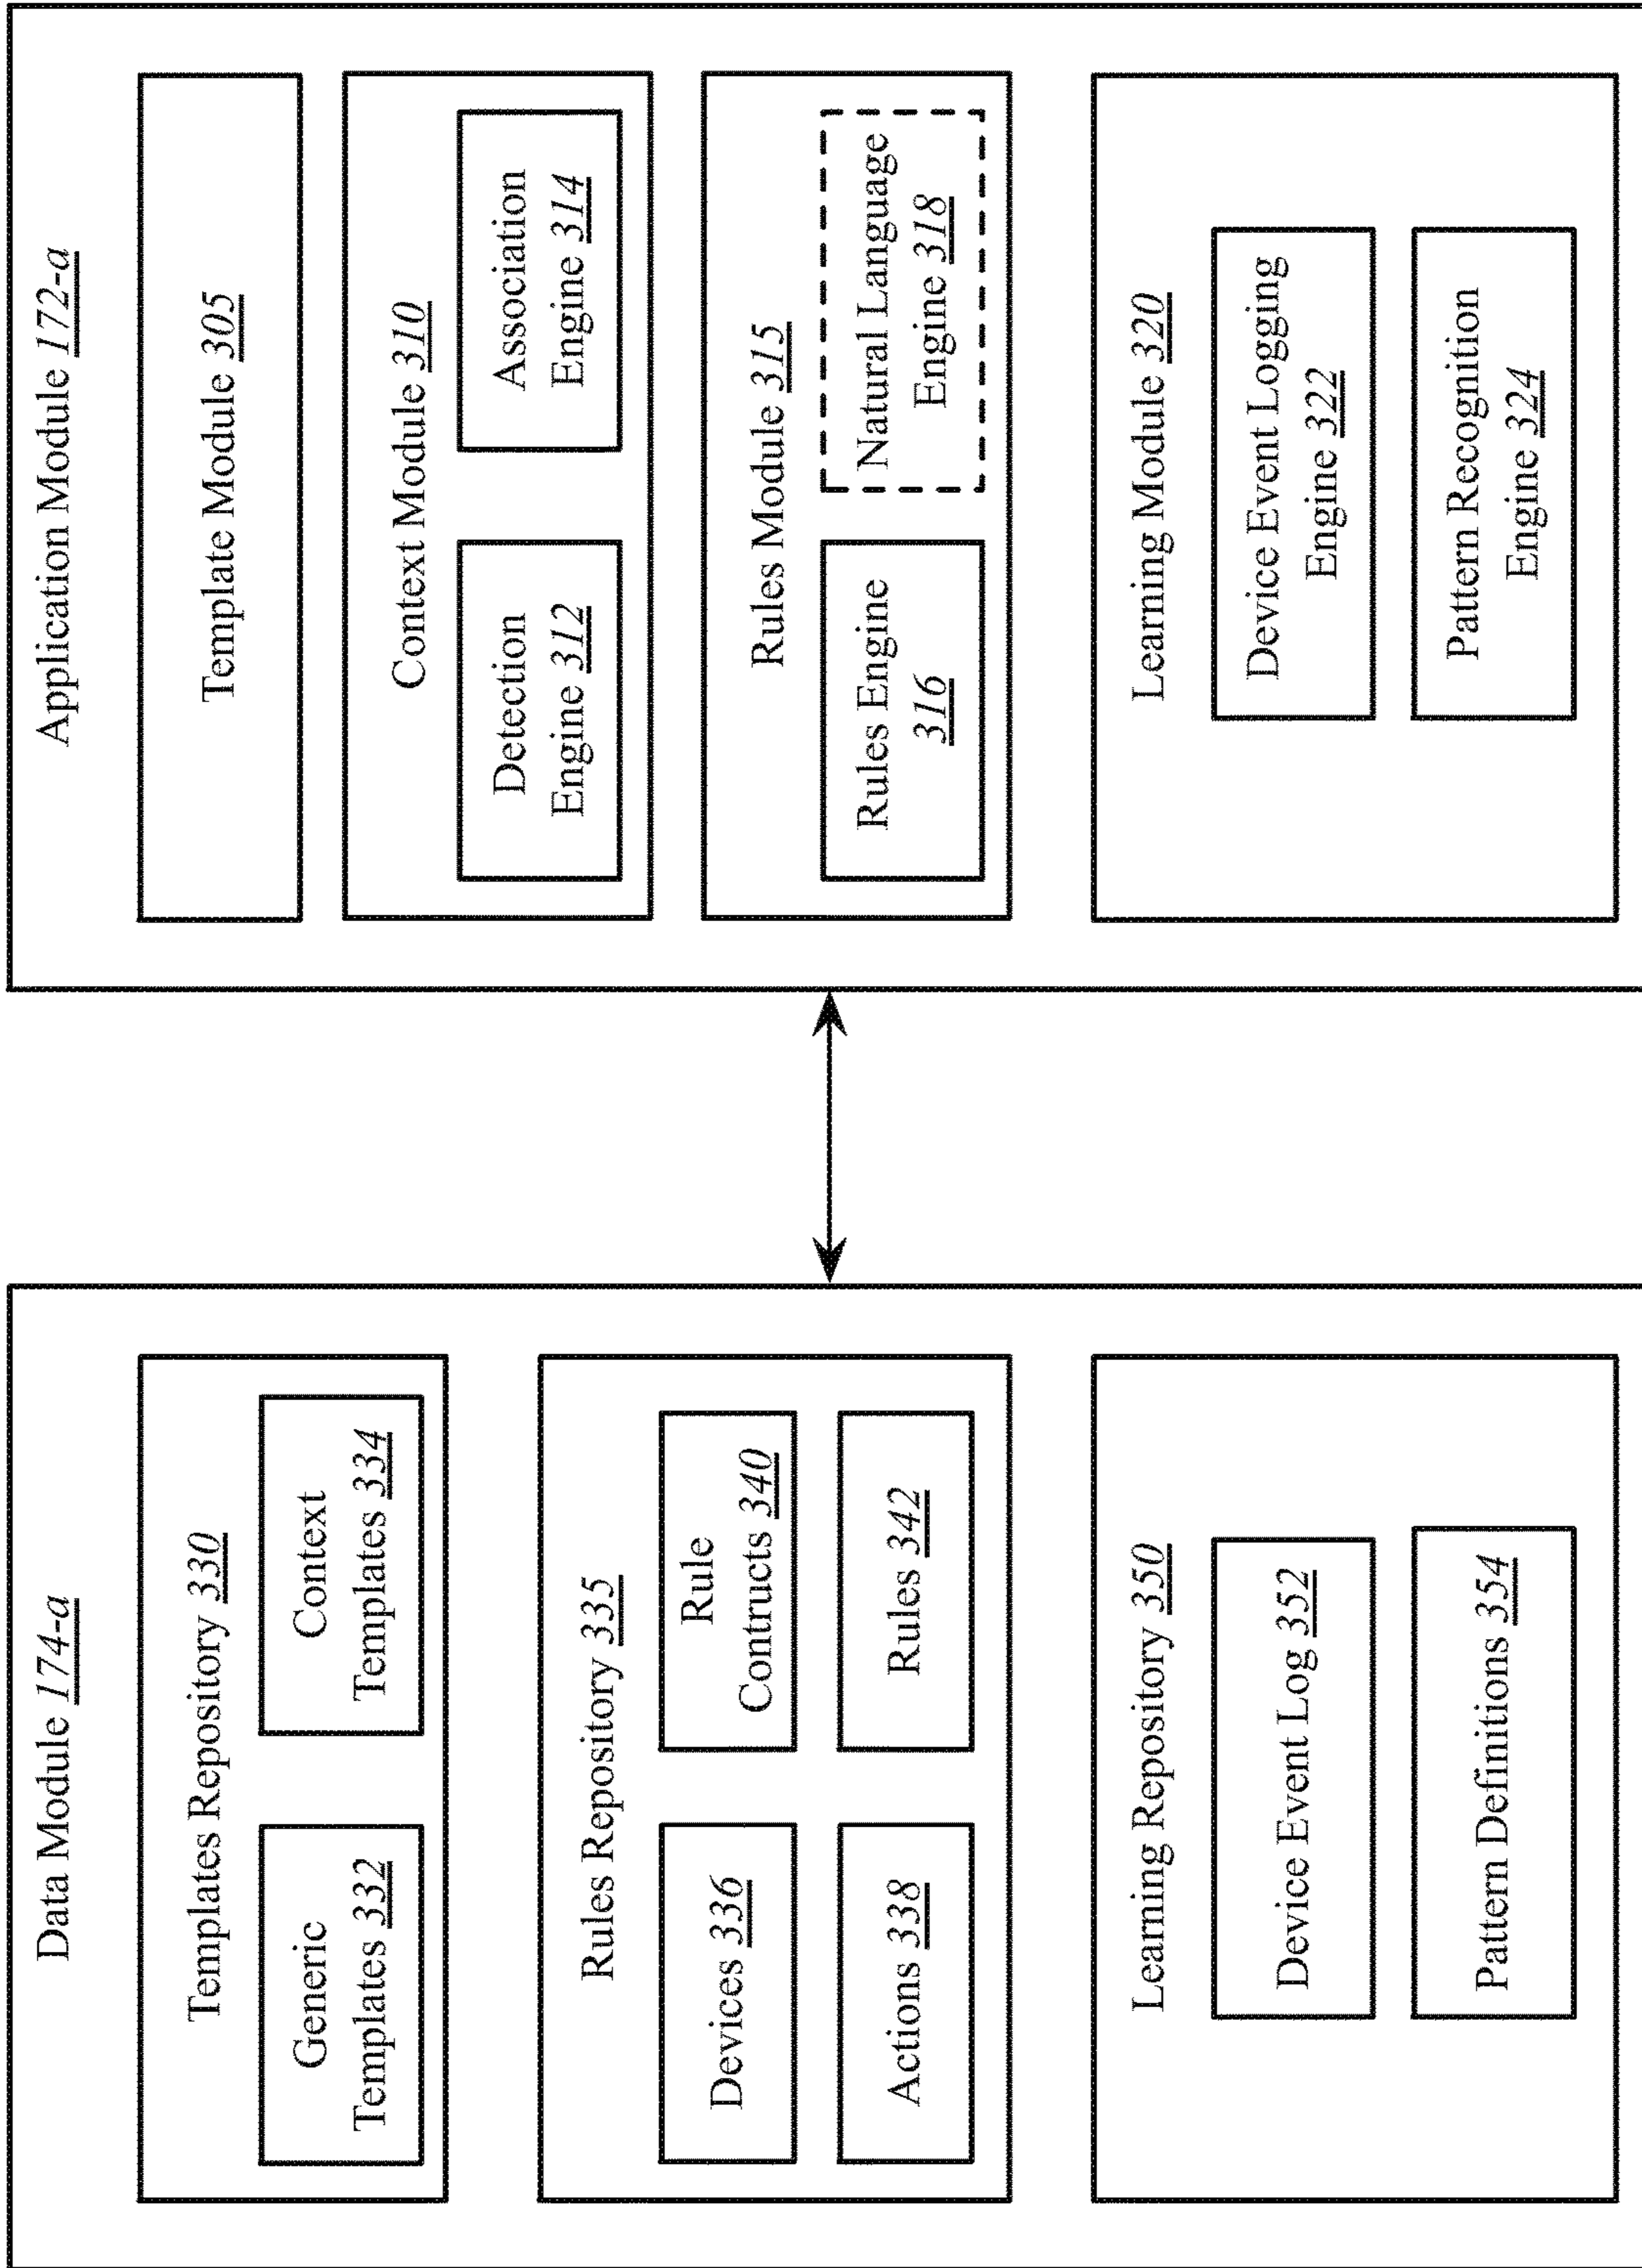 Data Module 174-a
Templates Repository 330
Generic
Templates 332
Context
Templates 334
Rules Repository 335
Devices 336
Rule
Contructs 340
Actions 338
Rules 342
Learning Repository 350
Device Event Log 352
Pattern Definitions 354
Application Module 172-a
Template Module 305
Context Module 310
Detection
Engine 312
Association
Engine 314
Rules Module 315
Rules Engine
316
Natural Language
Engine 318
Learning Module 320
Device Event Logging
Engine 322
Pattern Recognition
Engine 324